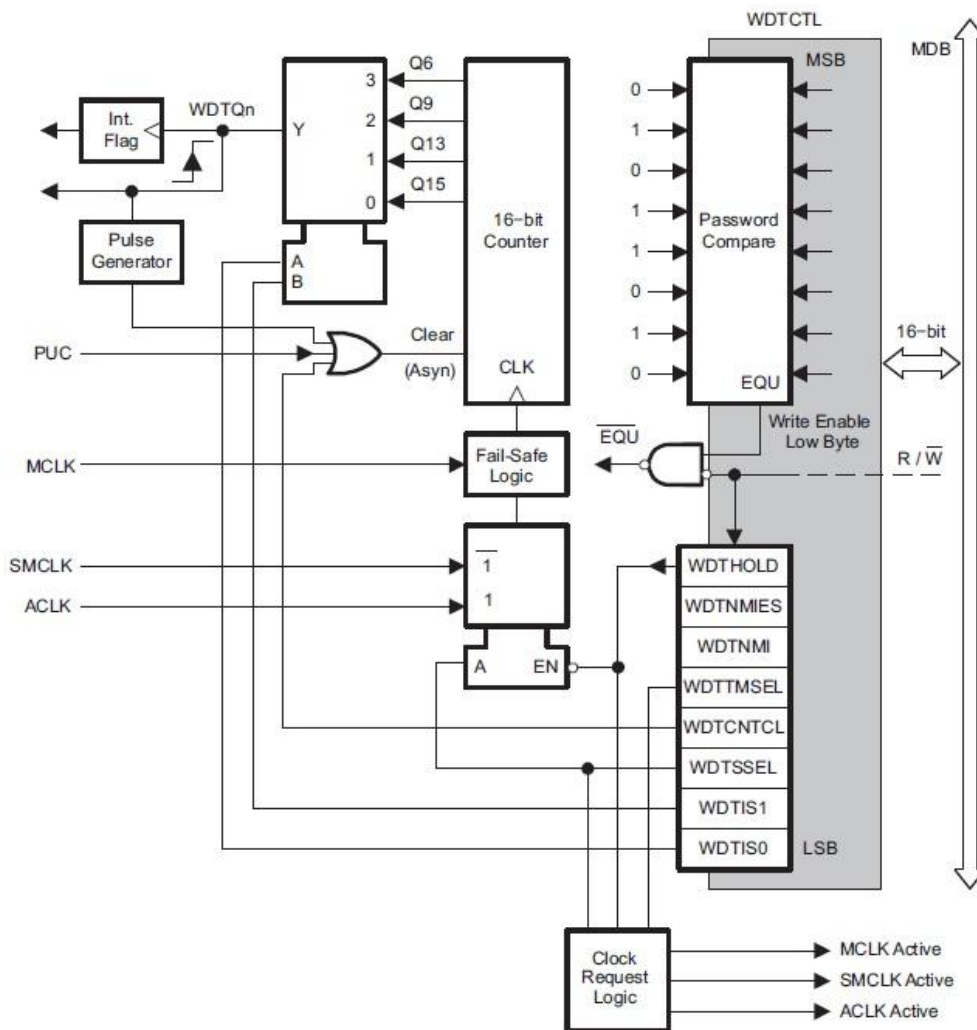 WDTCTL
MDB
MSB
Int.
Flag
WDTQn
Y
3
2
1
0
Q6
Q9
Q13
Q15
16−bit
Counter
0
1
0
1
1
0
1
0
Password
Compare
EQU
16−bit
Pulse
Generator
A
B
PUC
Clear
(Asyn)
CLK
EQU
Write Enable
Low Byte
R / W
MCLK
Fail-Safe
Logic
SMCLK
1
ACLK
1
A
EN
WDTHOLD
WDTNMIES
WDTNMI
WDTTMSEL
WDTCNTCL
WDTSSEL
WDTIS1
WDTIS0
LSB
Clock
Request
Logic
MCLK Active
SMCLK Active
ACLK Active